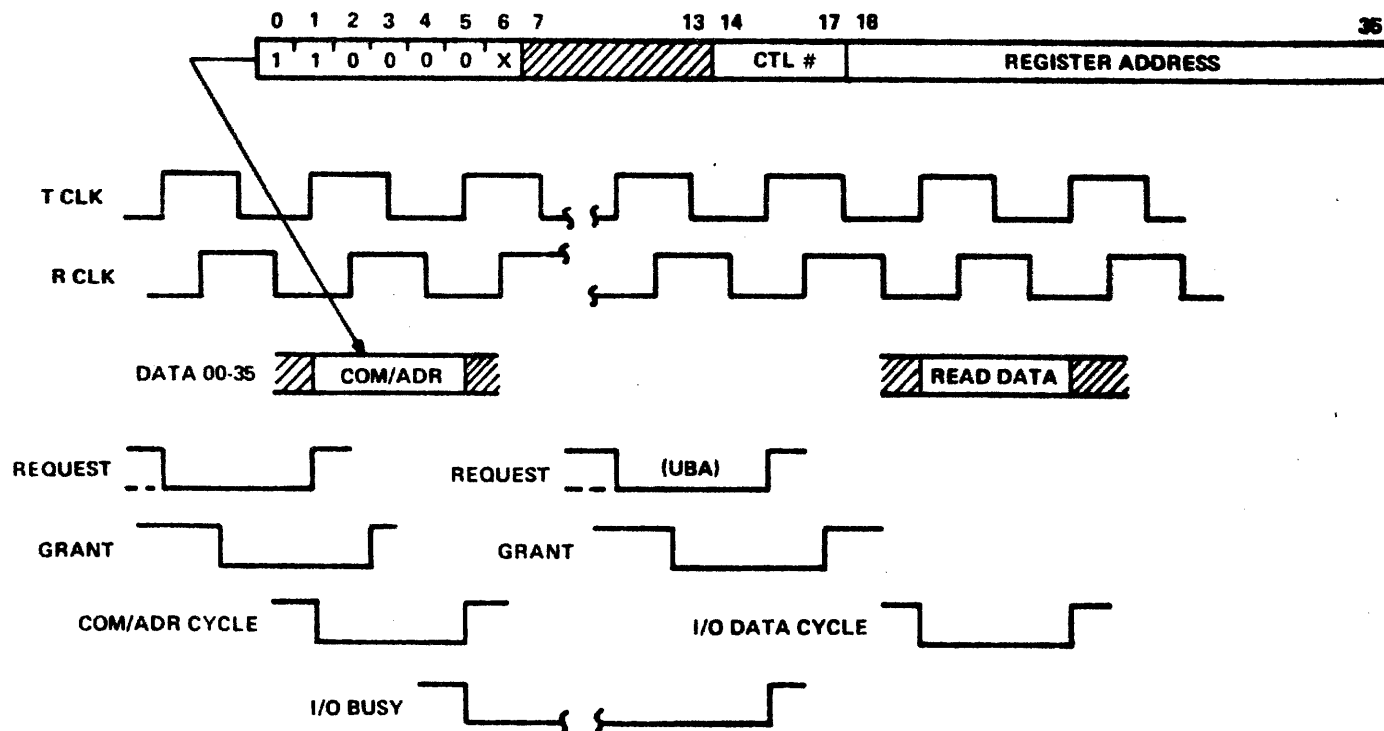 0 1 2 3 4 5 6 7 13 14 17 18 35
1 1 0 0 0 0 X CTL # REGISTER ADDRESS
T CLK
R CLK
DATA 00-35 COM/ADR READ DATA
REQUEST REQUEST (UBA)
GRANT GRANT
COM/ADR CYCLE I/O DATA CYCLE
I/O BUSY